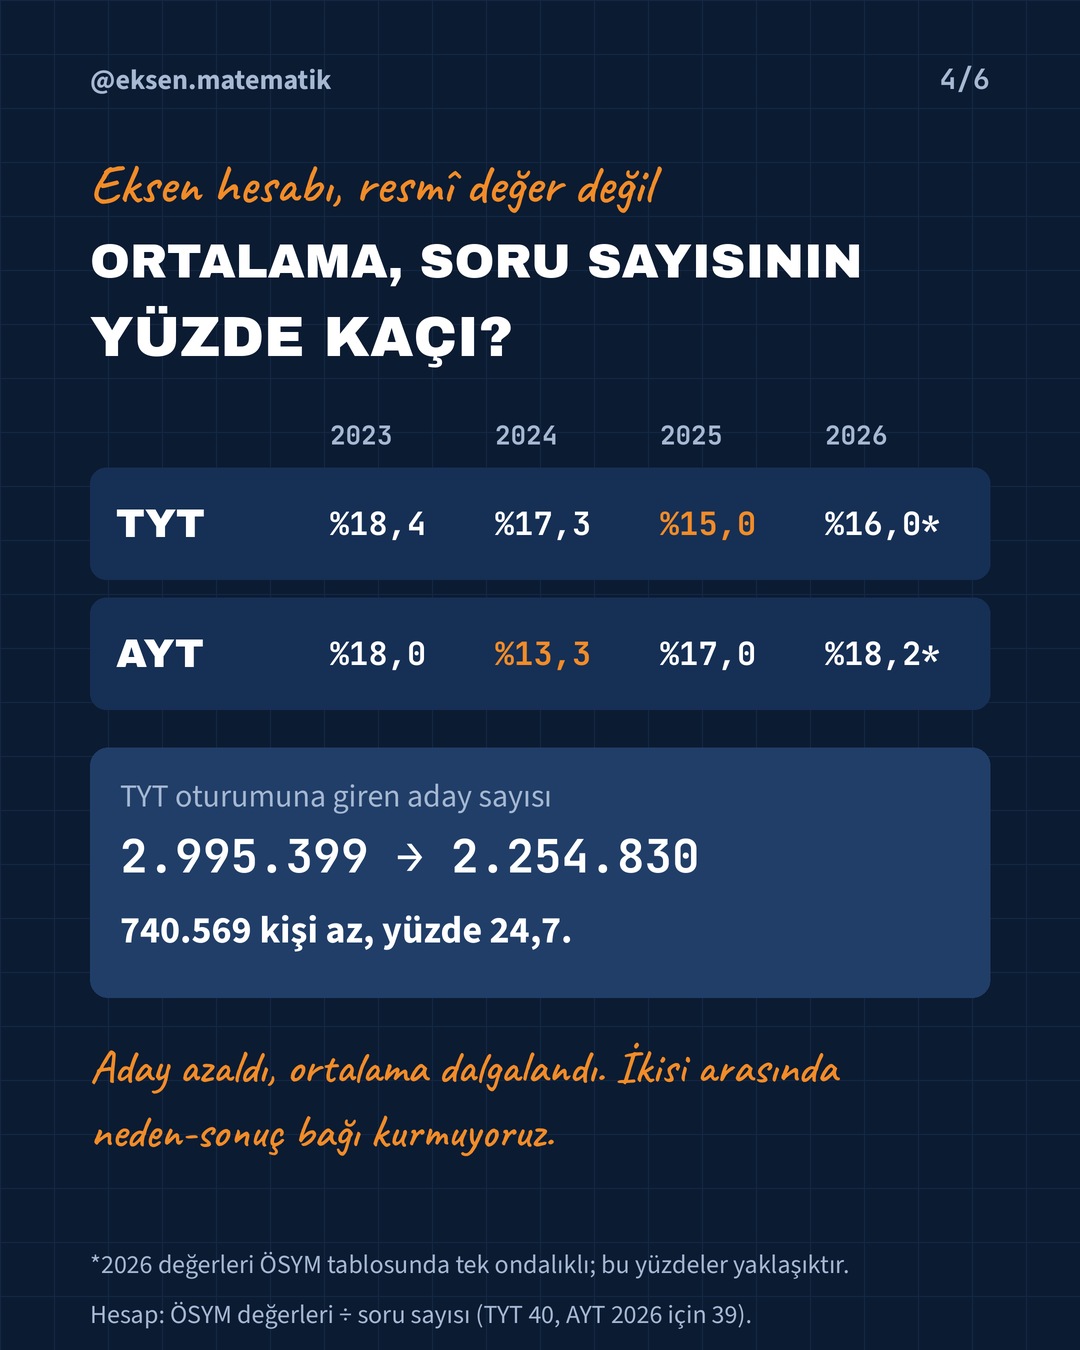 @eksen.matematik 4/6
Eksen hesabı, resmî değer değil
ORTALAMA, SORU SAYISININ
YÜZDE KAÇI?
2023 2024 2025 2026
TYT %18,4 %17,3 %15,0 %16,0*
AYT %18,0 %13,3 %17,0 %18,2*
TYT oturumuna giren aday sayısı
2.995.399 → 2.254.830
740.569 kişi az, yüzde 24,7.
Aday azaldı, ortalama dalgalandı. İkisi arasında
neden-sonuç bağı kurmuyoruz.
*2026 değerleri ÖSYM tablosunda tek ondalıklı; bu yüzdeler yaklaşıktır.
Hesap: ÖSYM değerleri ÷ soru sayısı (TYT 40, AYT 2026 için 39).